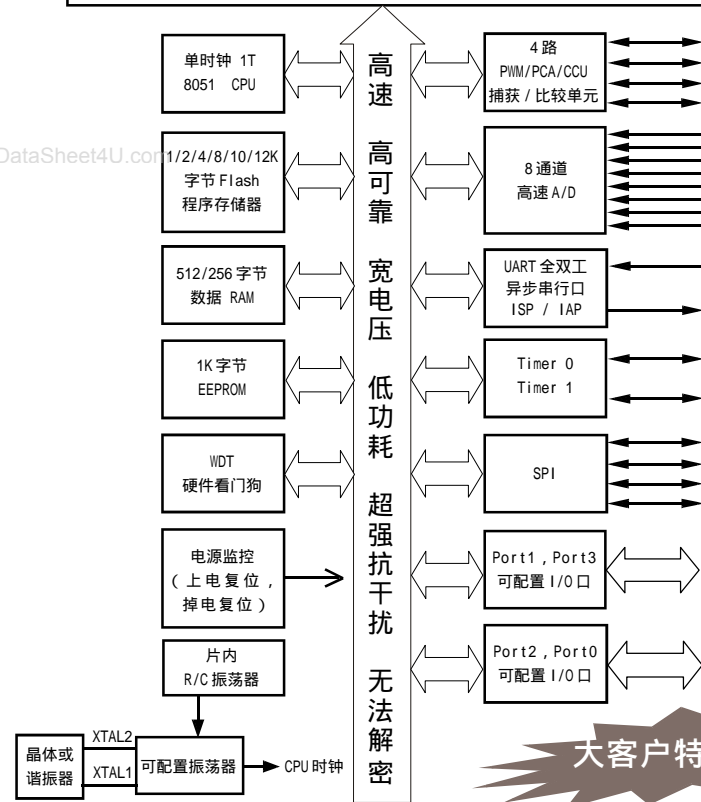 单时钟 1T
8051 CPU
1/2/4/8/10/12K
字节 Flash
程序存储器
512/256 字节
数据 RAM
1K 字节
EEPROM
WDT
硬件看门狗
电源监控
(上电复位,
掉电复位)
片内
R/C 振荡器
晶体或
谐振器
XTAL2
XTAL1
可配置振荡器
CPU 时钟
高速 高可靠 宽电压 低功耗 超强抗干扰 无法解密
4 路
PWM/PCA/CCU
捕获 / 比较单元
8 通道
高速 A/D
UART 全双工
异步串行口
ISP / IAP
Timer 0
Timer 1
SPI
Port1 , Port3
可配置 I/O 口
Port2 , Port0
可配置 I/O 口
大客户特
DataSheet4U.com